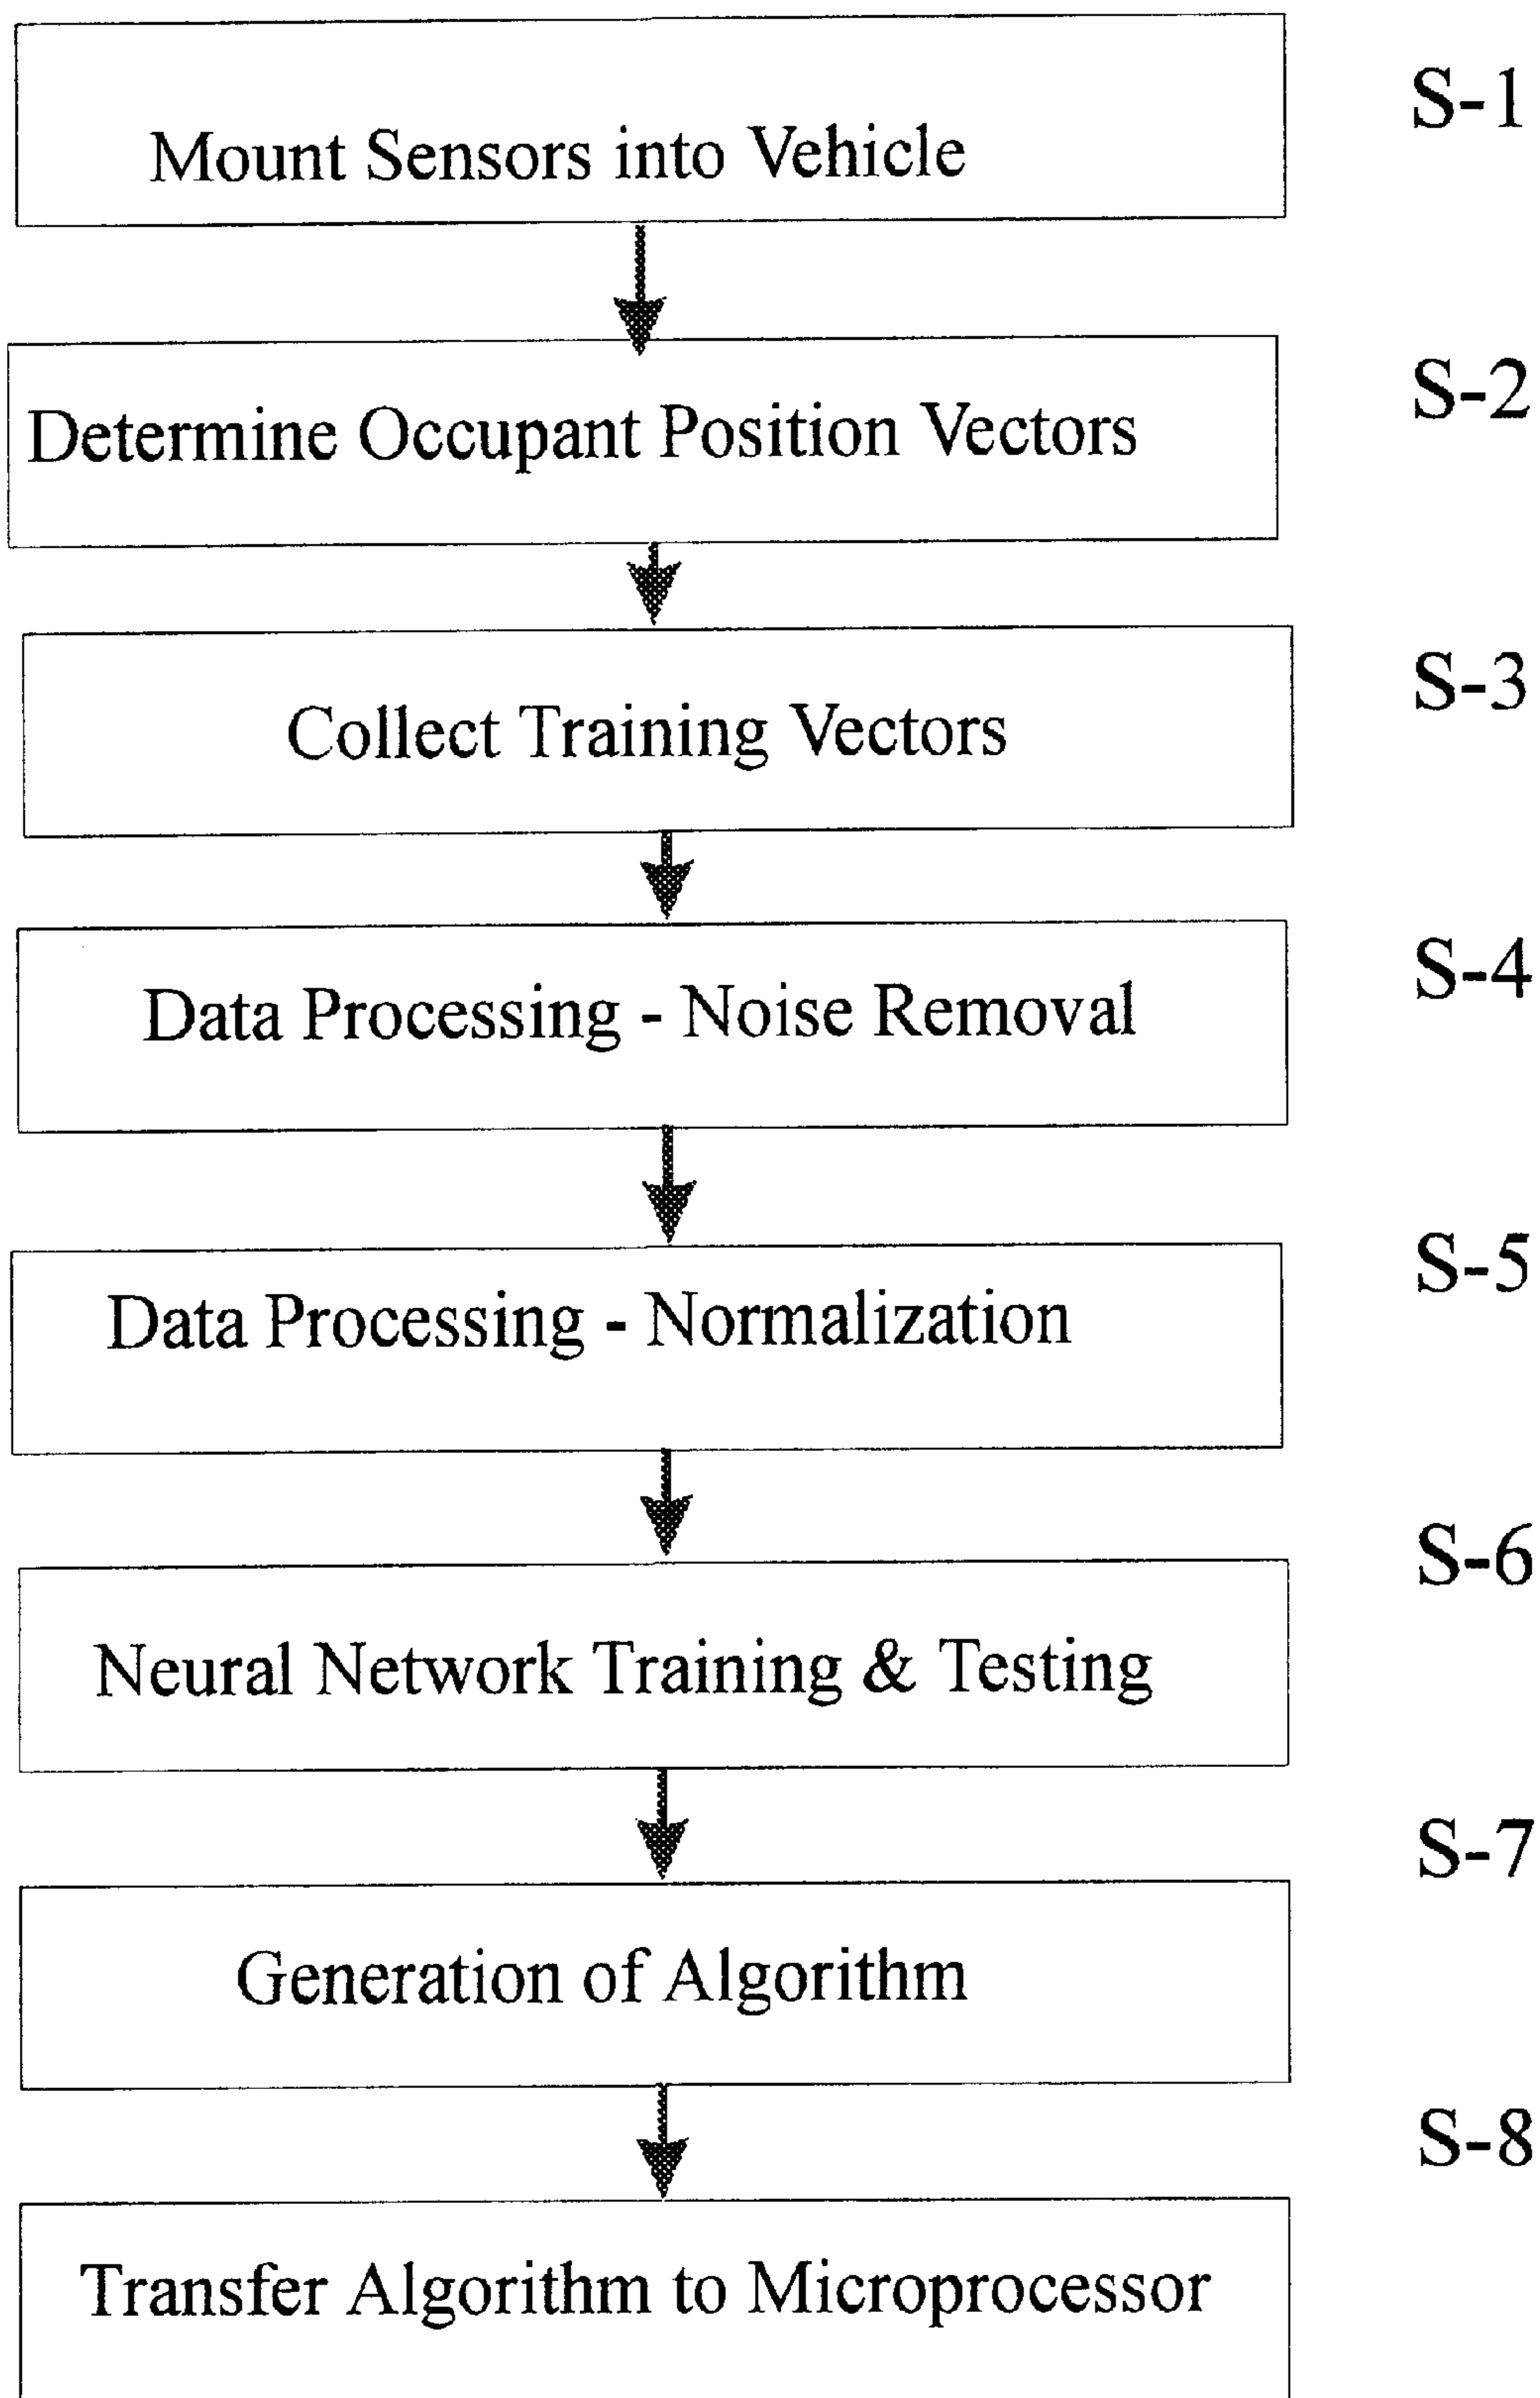 S-1
Mount Sensors into Vehicle
S-2
Determine Occupant Position Vectors
S-3
Collect Training Vectors
S-4
Data Processing - Noise Removal
S-5
Data Processing - Normalization
S-6
Neural Network Training & Testing
S-7
Generation of Algorithm
S-8
Transfer Algorithm to Microprocessor